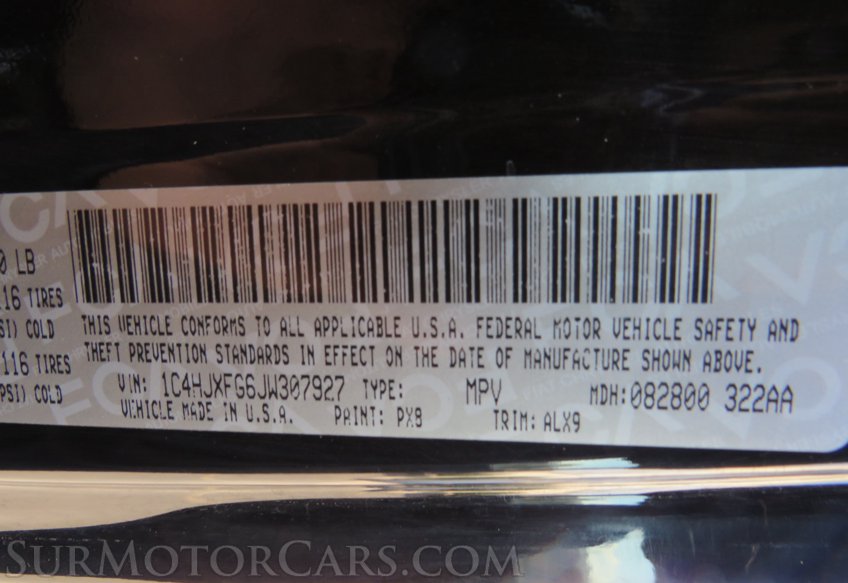 0 LB
116 TIRES
PSI) COLD
116 TIRES
PSI) COLD
THIS VEHICLE CONFORMS TO ALL APPLICABLE U.S.A. FEDERAL MOTOR VEHICLE SAFETY AND
THEFT PREVENTION STANDARDS IN EFFECT ON THE DATE OF MANUFACTURE SHOWN ABOVE.
VIN: 1C4HJXFG6JW307927 TYPE: MPV MDH:082800 322AA
VEHICLE MADE IN U.S.A. PAINT: PX8 TRIM: ALX9
SURMOTORCARS.COM